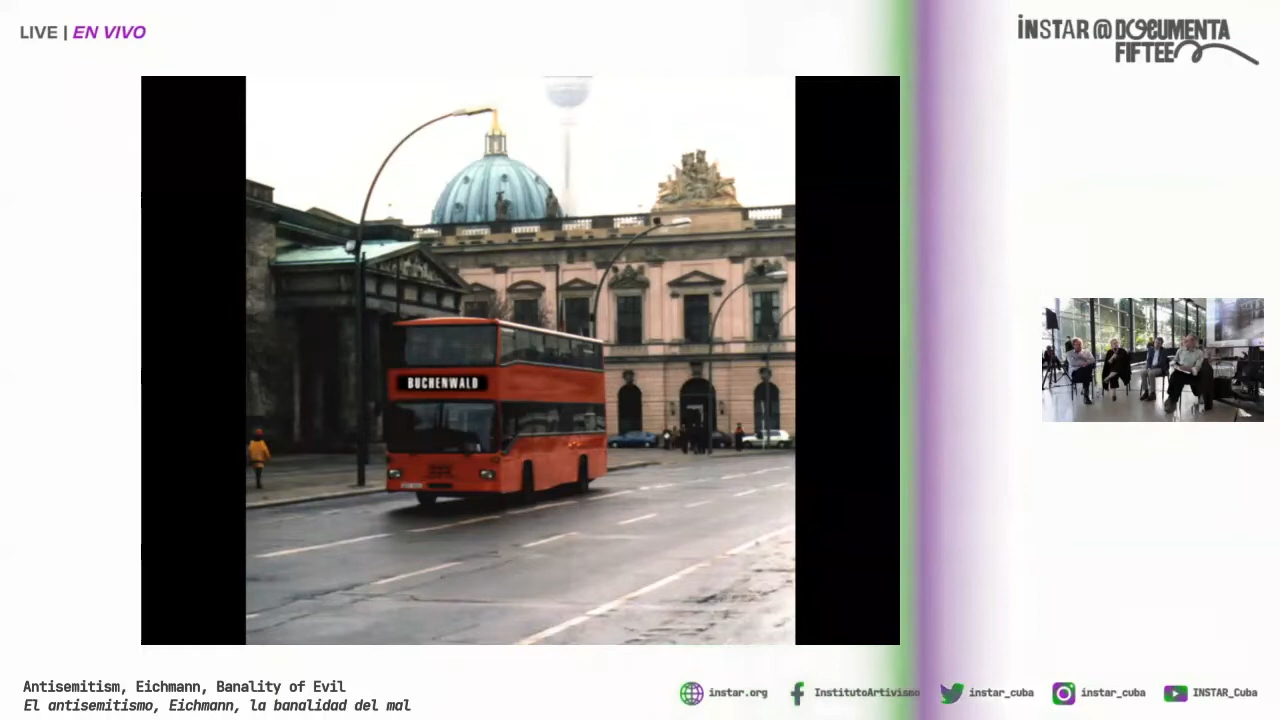 LIVE | EN VIVO
INSTAR @ DOCUMENTA
FIFTEEN
BUCHENWALD
Antisemitism, Eichmann, Banality of Evil
El antisemitismo, Eichmann, la banalidad del mal
instar.org
InstitutoArtivismo
instar_cuba
instar_cuba
INSTAR_Cuba